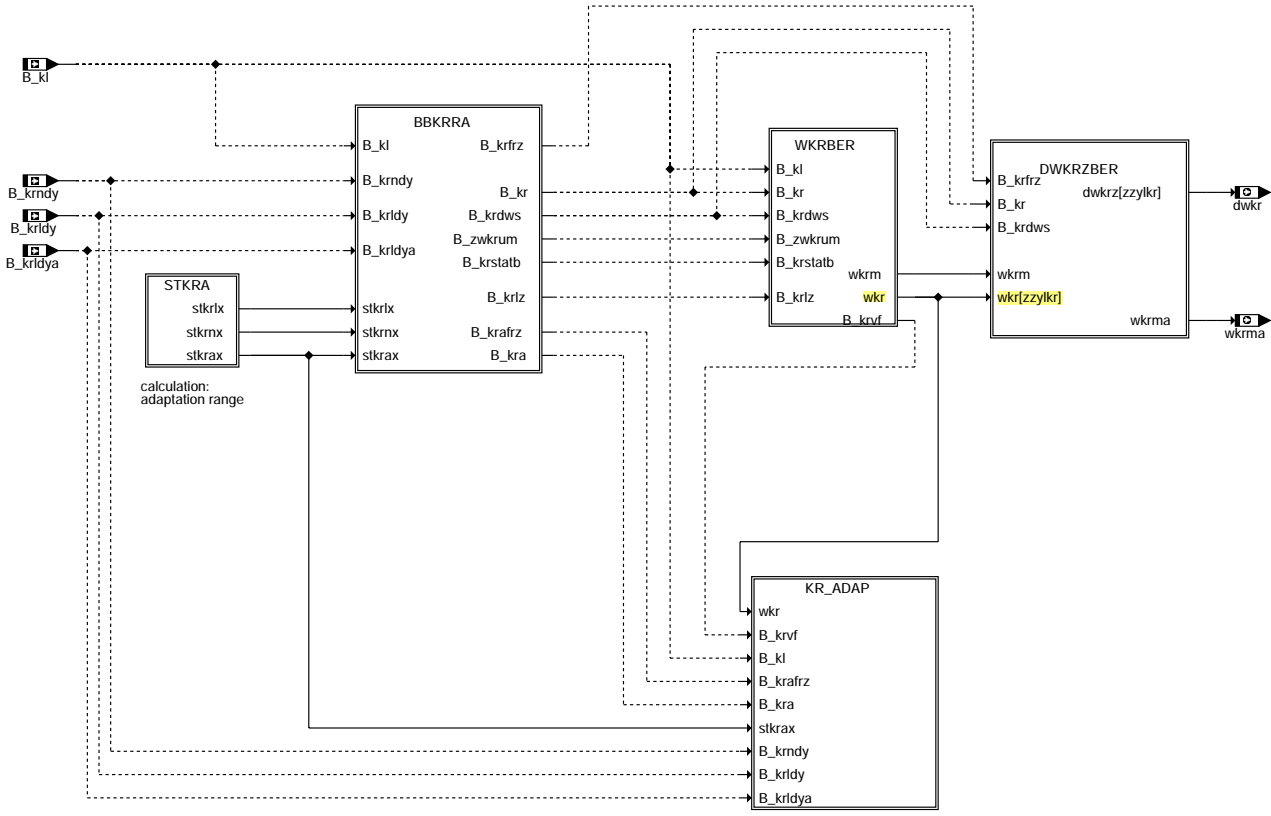 B_kl
B_krndy
B_krldy
B_krldya
STKRA
stkrlx
stkrnx
stkrax
calculation:
adaptation range
BBKRRA
B_kl
B_krndy
B_krldy
B_krldya
stkrlx
stkrnx
stkrax
B_krfrz
B_kr
B_krdws
B_zwkrum
B_krstatb
B_krlz
B_krafrz
B_kra
WKRBER
B_kl
B_kr
B_krdws
B_zwkrum
B_krstatb
B_krlz
wkrm
wkr
B_krvf
DWKRZBER
B_krfrz
B_kr
B_krdws
wkrm
wkr[zzylkr]
dwkrz[zzylkr]
wkrma
dwkr
wkrma
KR_ADAP
wkr
B_krvf
B_kl
B_krafrz
B_kra
stkrax
B_krndy
B_krldy
B_krldya